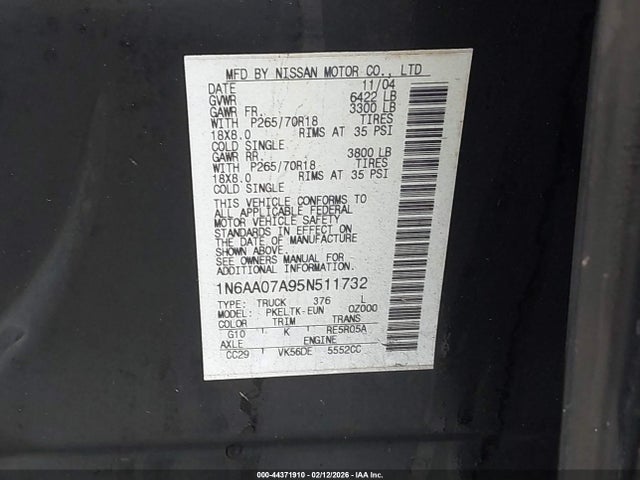 MFD BY NISSAN MOTOR CO., LTD
DATE 11/04
GVWR 6422 LB
GAWR FR. 3300 LB
WITH P265/70R18 TIRES
18X8.0 RIMS AT 35 PSI
COLD SINGLE
GAWR RR. 3800 LB
WITH P265/70R18 TIRES
18X8.0 RIMS AT 35 PSI
COLD SINGLE
THIS VEHICLE CONFORMS TO
ALL APPLICABLE FEDERAL
MOTOR VEHICLE SAFETY
STANDARDS IN EFFECT ON
THE DATE OF MANUFACTURE
SHOWN ABOVE.
SEE OWNERS MANUAL FOR
ADDITIONAL INFORMATION
1N6AA07A95N511732
TYPE: TRUCK 376 L
MODEL: PKELTK-EUN QZ000
COLOR TRIM TRANS
G10 K RE5R05A
AXLE ENGINE
CC29 VK56DE 5552CC
000-44371910 - 02/12/2026 - IAA Inc.